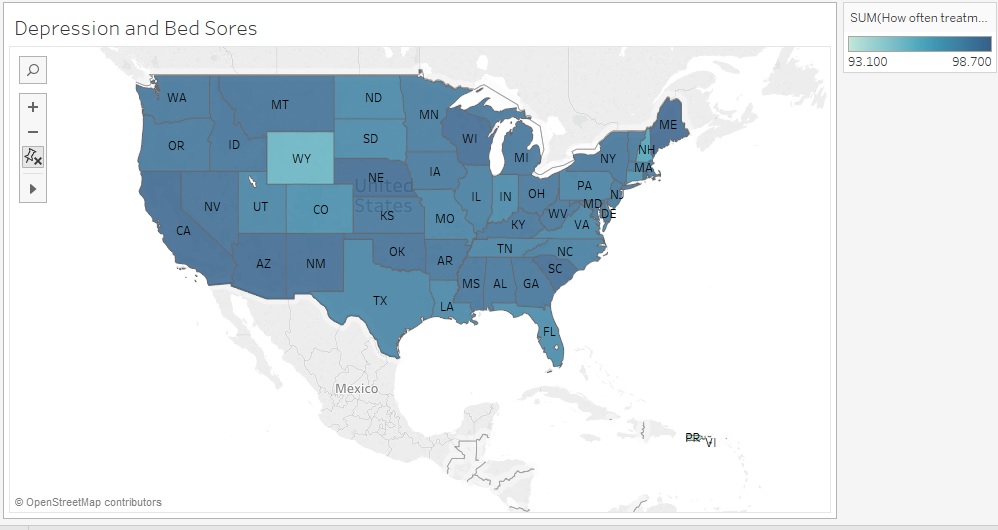 Depression and Bed Sores
SUM(How often treatm...
93.100 98.700
WA MT ND MN ME
OR ID WY SD WI MI NY NH MA
NV UT CO NE IA IL IN OH PA NJ
United
States
CA KS MO KY WV VA MD DE
AZ NM OK AR TN NC SC
TX LA MS AL GA
FL
Mexico
PR VI
© OpenStreetMap contributors